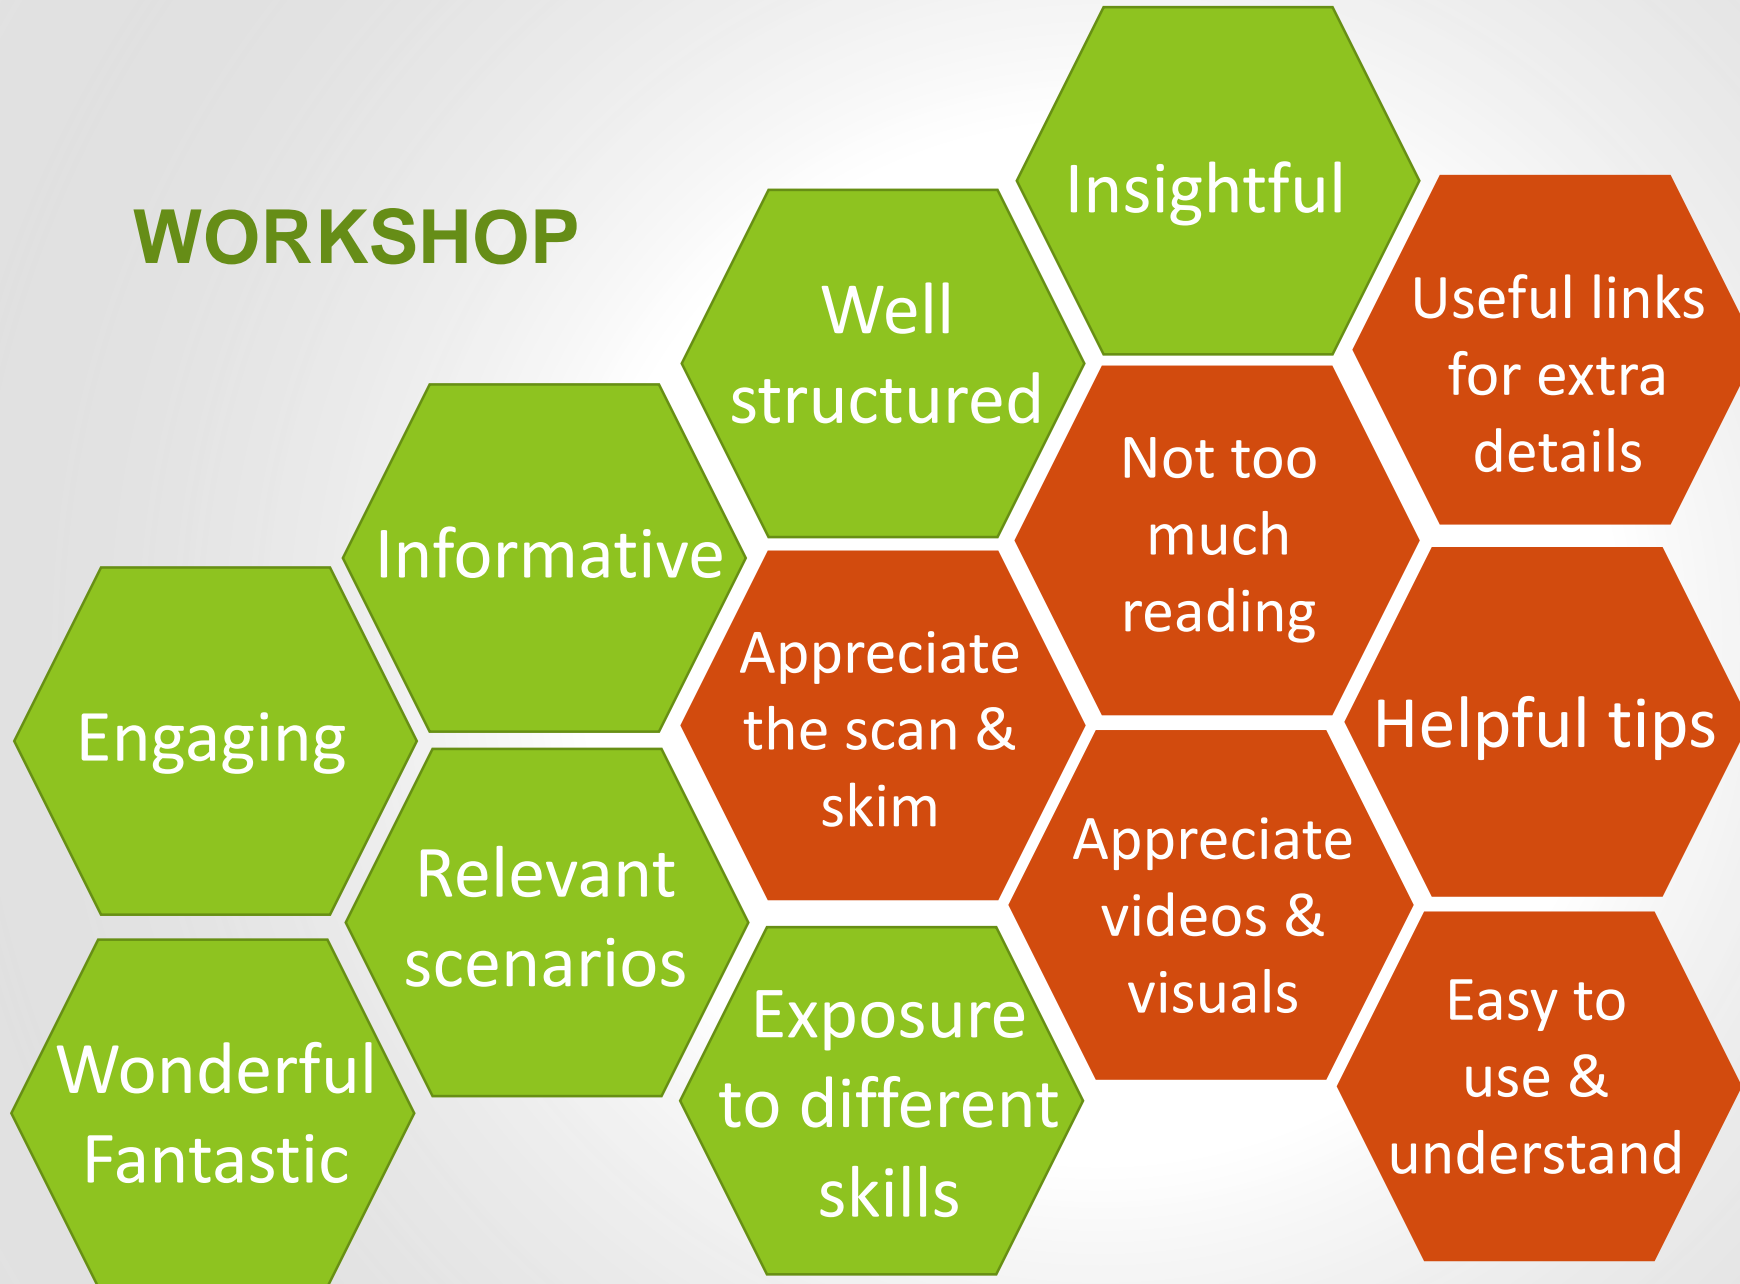 WORKSHOP
Insightful
Well
structured
Useful links
for extra
details
Informative
Not too
much
reading
Engaging
Appreciate
the scan &
skim
Helpful tips
Relevant
scenarios
Appreciate
videos &
visuals
Wonderful
Fantastic
Exposure
to different
skills
Easy to
use &
understand